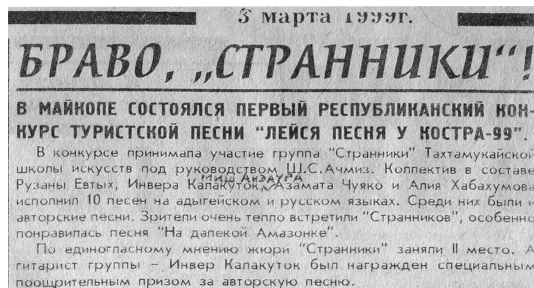 3 марта 1999г.
БРАВО, „СТРАННИКИ“!
В МАЙКОПЕ СОСТОЯЛСЯ ПЕРВЫЙ РЕСПУБЛИКАНСКИЙ КОН-
КУРС ТУРИСТСКОЙ ПЕСНИ "ЛЕЙСЯ ПЕСНЯ У КОСТРА-99".
В конкурсе принимала участие группа "Странники" Тахтамукайской
школы искусств под руководством Ш.С.Ачмиз. Коллектив в составе
Рузаны Евтых, Инвера Калакуток, Азамата Чуяко и Алия Хабахумова
исполнил 10 песен на адыгейском и русском языках. Среди них были и
авторские песни. Зрители очень тепло встретили "Странников", особенно
понравилась песня "На далекой Амазонке".
По единогласному мнению жюри "Странники" заняли II место. А
гитарист группы – Инвер Калакуток был награжден специальным
поощрительным призом за авторскую песню.